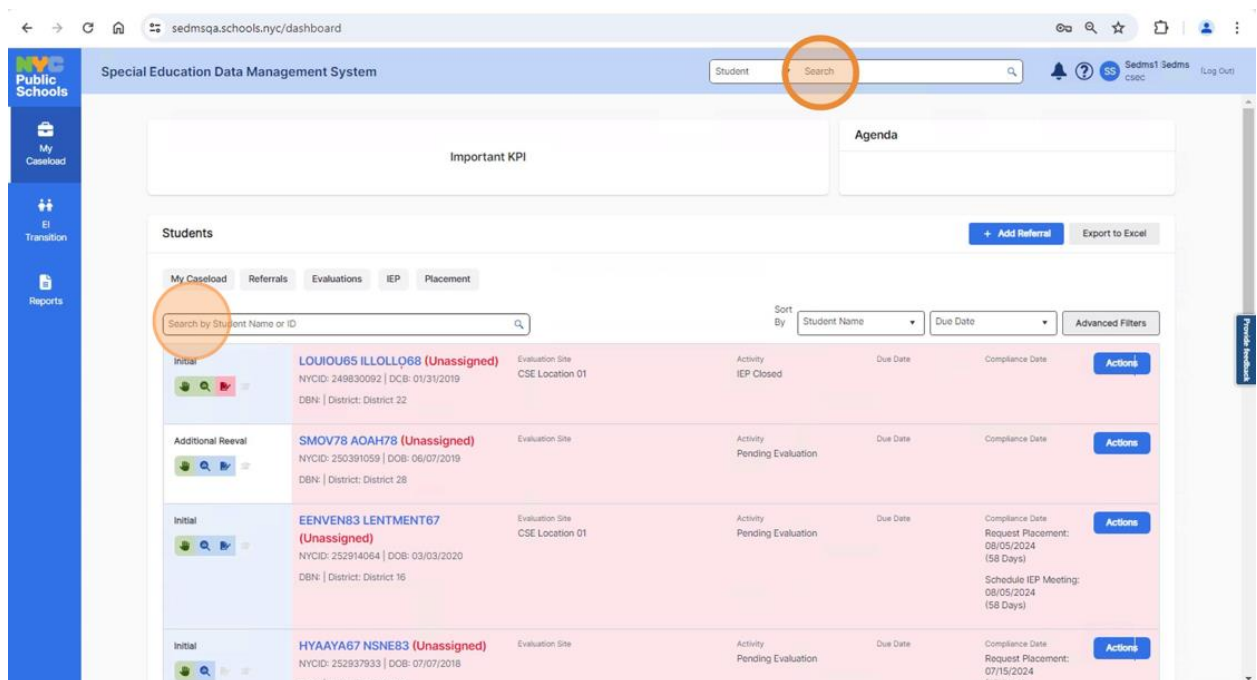 sedmsqa.schools.nyc/dashboard
NYC
Public
Schools
Special Education Data Management System
Student
Search
SS
Sedms1 Sedms
csec
(Log Out)
My
Caseload
EI
Transition
Reports
Important KPI
Agenda
Students
+ Add Referral
Export to Excel
My Caseload
Referrals
Evaluations
IEP
Placement
Search by Student Name or ID
Sort
By
Student Name
Due Date
Advanced Filters
Provide feedback
Initial
LOUIOU65 ILLOLLO68 (Unassigned)
NYCID: 249830092 | DOB: 01/31/2019
DBN: | District: District 22
Evaluation Site
CSE Location 01
Activity
IEP Closed
Due Date
Compliance Date
Actions
Additional Reeval
SMOV78 AOAH78 (Unassigned)
NYCID: 250391059 | DOB: 06/07/2019
DBN: | District: District 28
Evaluation Site
Activity
Pending Evaluation
Due Date
Compliance Date
Actions
Initial
EENVEN83 LENTMENT67
(Unassigned)
NYCID: 252914064 | DOB: 03/03/2020
DBN: | District: District 16
Evaluation Site
CSE Location 01
Activity
Pending Evaluation
Due Date
Compliance Date
Request Placement:
08/05/2024
(58 Days)
Schedule IEP Meeting:
08/05/2024
(58 Days)
Actions
Initial
HYAAYA67 NSNE83 (Unassigned)
NYCID: 252937933 | DOB: 07/07/2018
Evaluation Site
Activity
Pending Evaluation
Due Date
Compliance Date
Request Placement:
07/15/2024
Actions